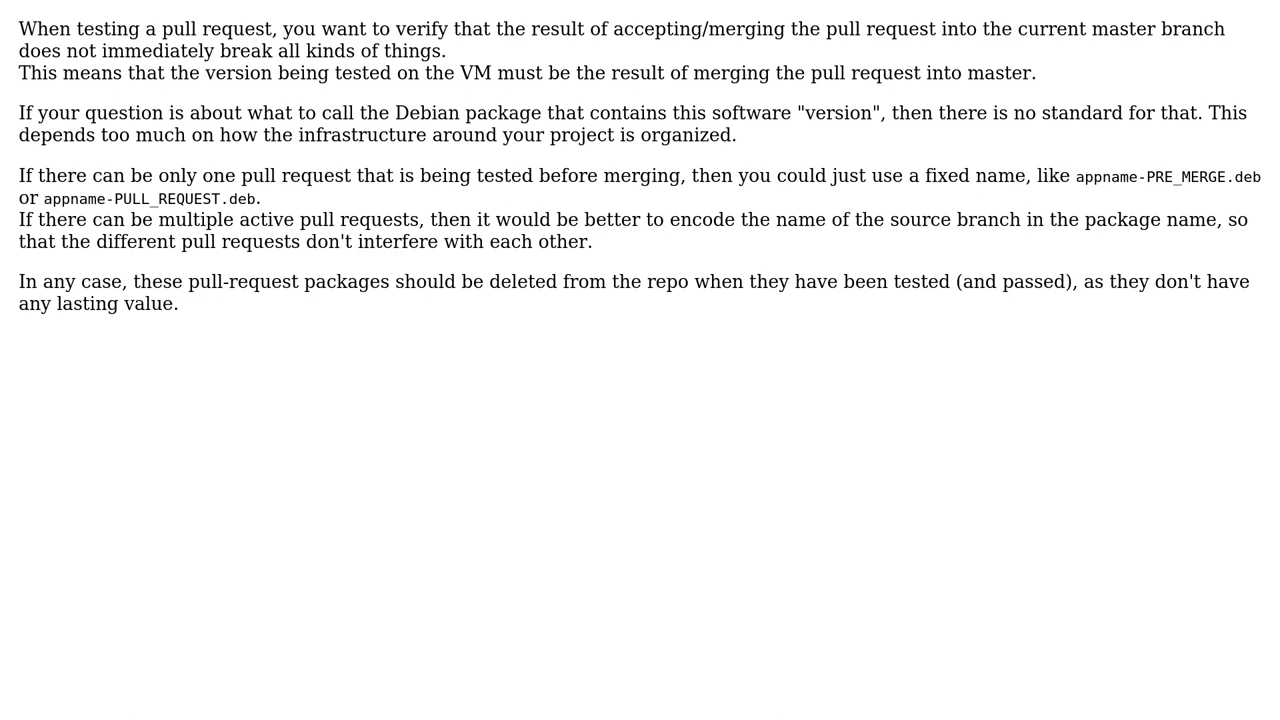 When testing a pull request, you want to verify that the result of accepting/merging the pull request into the current master branch
does not immediately break all kinds of things.
This means that the version being tested on the VM must be the result of merging the pull request into master.
If your question is about what to call the Debian package that contains this software "version", then there is no standard for that. This
depends too much on how the infrastructure around your project is organized.
If there can be only one pull request that is being tested before merging, then you could just use a fixed name, like appname-PRE_MERGE.deb
or appname-PULL_REQUEST.deb.
If there can be multiple active pull requests, then it would be better to encode the name of the source branch in the package name, so
that the different pull requests don't interfere with each other.
In any case, these pull-request packages should be deleted from the repo when they have been tested (and passed), as they don't have
any lasting value.